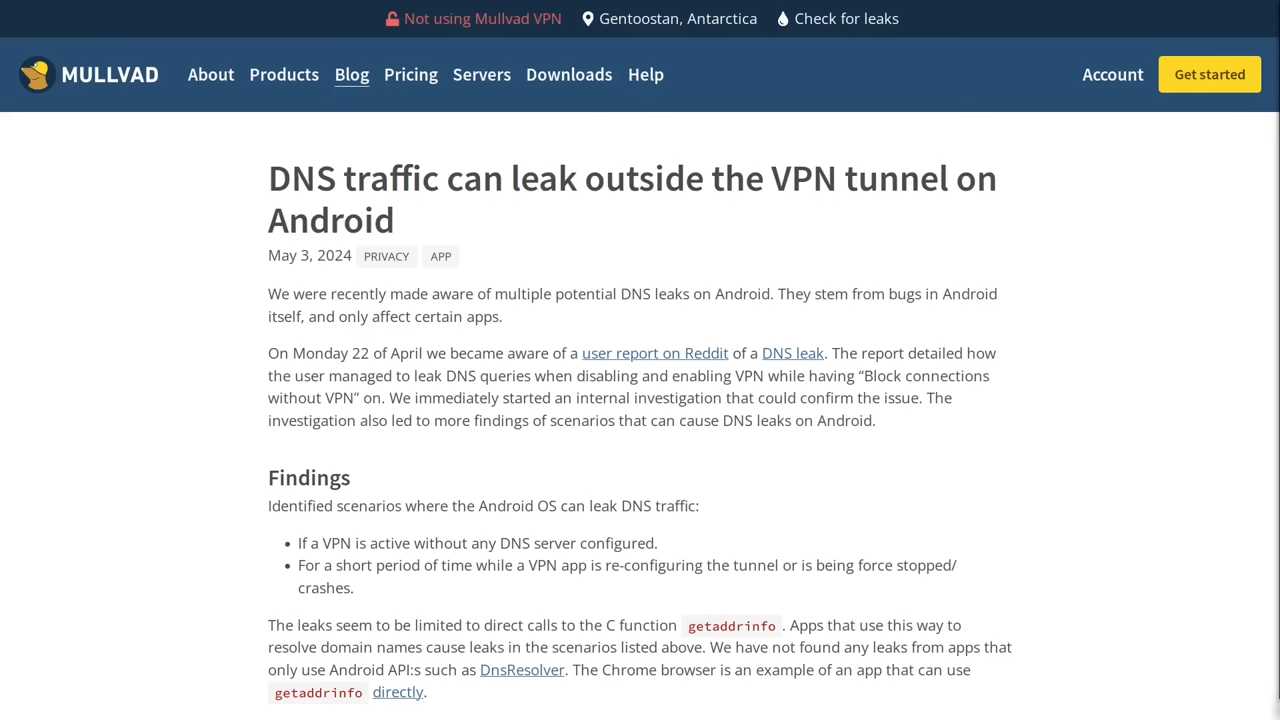 Not using Mullvad VPN Gentoostan, Antarctica Check for leaks
MULLVAD About Products Blog Pricing Servers Downloads Help Account Get started
DNS traffic can leak outside the VPN tunnel on
Android
May 3, 2024 PRIVACY APP
We were recently made aware of multiple potential DNS leaks on Android. They stem from bugs in Android
itself, and only affect certain apps.
On Monday 22 of April we became aware of a user report on Reddit of a DNS leak. The report detailed how
the user managed to leak DNS queries when disabling and enabling VPN while having “Block connections
without VPN” on. We immediately started an internal investigation that could confirm the issue. The
investigation also led to more findings of scenarios that can cause DNS leaks on Android.
Findings
Identified scenarios where the Android OS can leak DNS traffic:
• If a VPN is active without any DNS server configured.
• For a short period of time while a VPN app is re-configuring the tunnel or is being force stopped/
crashes.
The leaks seem to be limited to direct calls to the C function getaddrinfo. Apps that use this way to
resolve domain names cause leaks in the scenarios listed above. We have not found any leaks from apps that
only use Android API:s such as DnsResolver. The Chrome browser is an example of an app that can use
getaddrinfo directly.